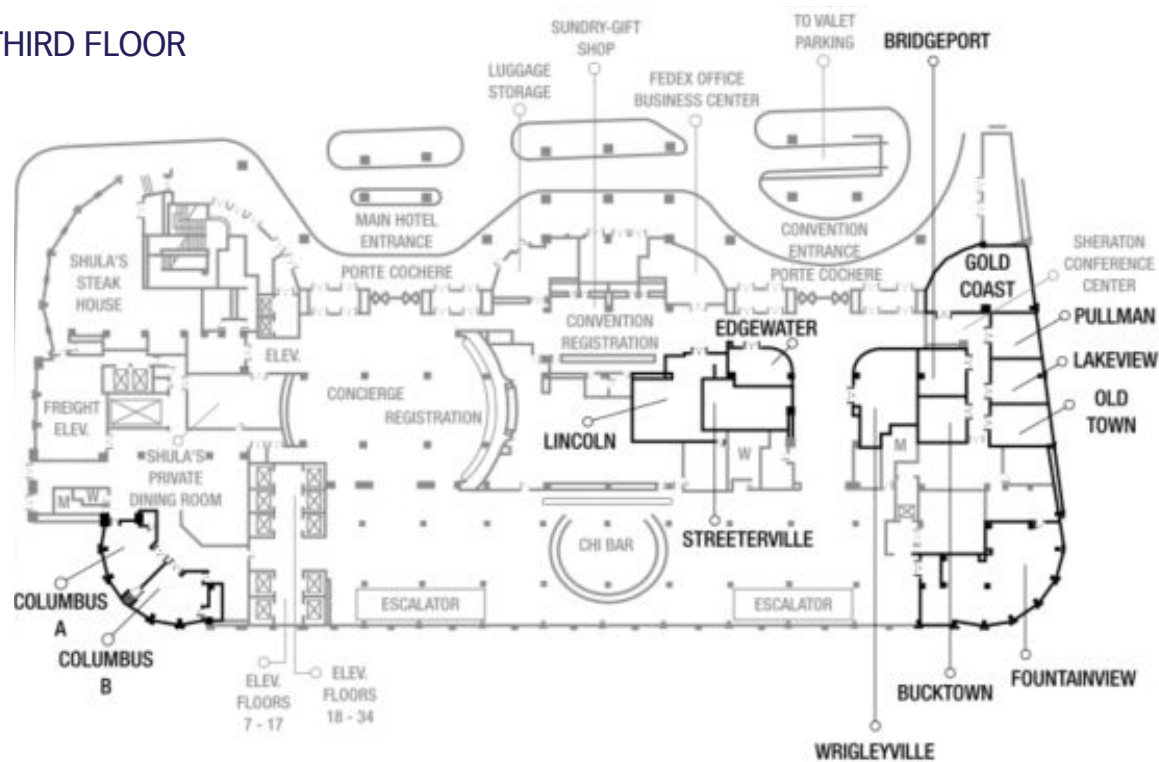 THIRD FLOOR
SUNDRY-GIFT
SHOP
TO VALET
PARKING
BRIDGEPORT
LUGGAGE
STORAGE
FEDEX OFFICE
BUSINESS CENTER
MAIN HOTEL
ENTRANCE
CONVENTION
ENTRANCE
SHULA'S
STEAK
HOUSE
PORTE COCHERE
PORTE COCHERE
GOLD
COAST
SHERATON
CONFERENCE
CENTER
CONVENTION
REGISTRATION
EDGEWATER
PULLMAN
ELEV.
LAKEVIEW
CONCIERGE
REGISTRATION
OLD
TOWN
FREIGHT
ELEV.
LINCOLN
SHULA'S
PRIVATE
DINING ROOM
W
M
M
W
STREETERVILLE
CHI BAR
COLUMBUS
A
COLUMBUS
B
ESCALATOR
ESCALATOR
ELEV.
FLOORS
7 - 17
ELEV.
FLOORS
18 - 34
BUCKTOWN
FOUNTAINVIEW
WRIGLEYVILLE